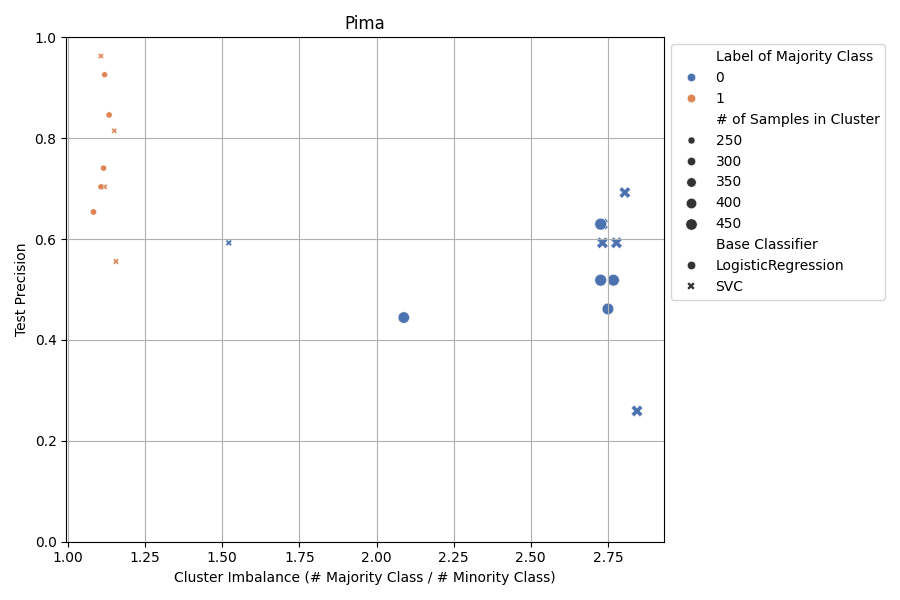 Pima
1.0
0.8
0.6
0.4
0.2
0.0
Test Precision
1.00
1.25
1.50
1.75
2.00
2.25
2.50
2.75
Cluster Imbalance (# Majority Class / # Minority Class)
Label of Majority Class
0
1
# of Samples in Cluster
250
300
350
400
450
Base Classifier
LogisticRegression
SVC